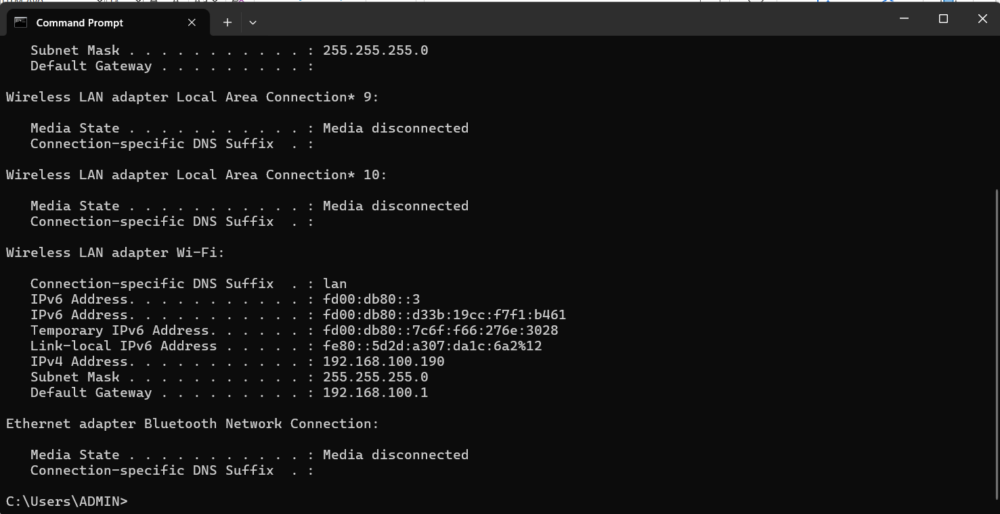 Command Prompt
Subnet Mask . . . . . . . . . . . : 255.255.255.0
Default Gateway . . . . . . . . . :
Wireless LAN adapter Local Area Connection* 9:
Media State . . . . . . . . . . . : Media disconnected
Connection-specific DNS Suffix  . :
Wireless LAN adapter Local Area Connection* 10:
Media State . . . . . . . . . . . : Media disconnected
Connection-specific DNS Suffix  . :
Wireless LAN adapter Wi-Fi:
Connection-specific DNS Suffix  . : lan
IPv6 Address. . . . . . . . . . . : fd00:db80::3
IPv6 Address. . . . . . . . . . . : fd00:db80::d33b:19cc:f7f1:b461
Temporary IPv6 Address. . . . . . : fd00:db80::7c6f:f66:276e:3028
Link-local IPv6 Address . . . . . : fe80::5d2d:a307:da1c:6a2%12
IPv4 Address. . . . . . . . . . . : 192.168.100.190
Subnet Mask . . . . . . . . . . . : 255.255.255.0
Default Gateway . . . . . . . . . : 192.168.100.1
Ethernet adapter Bluetooth Network Connection:
Media State . . . . . . . . . . . : Media disconnected
Connection-specific DNS Suffix  . :
C:\Users\ADMIN>